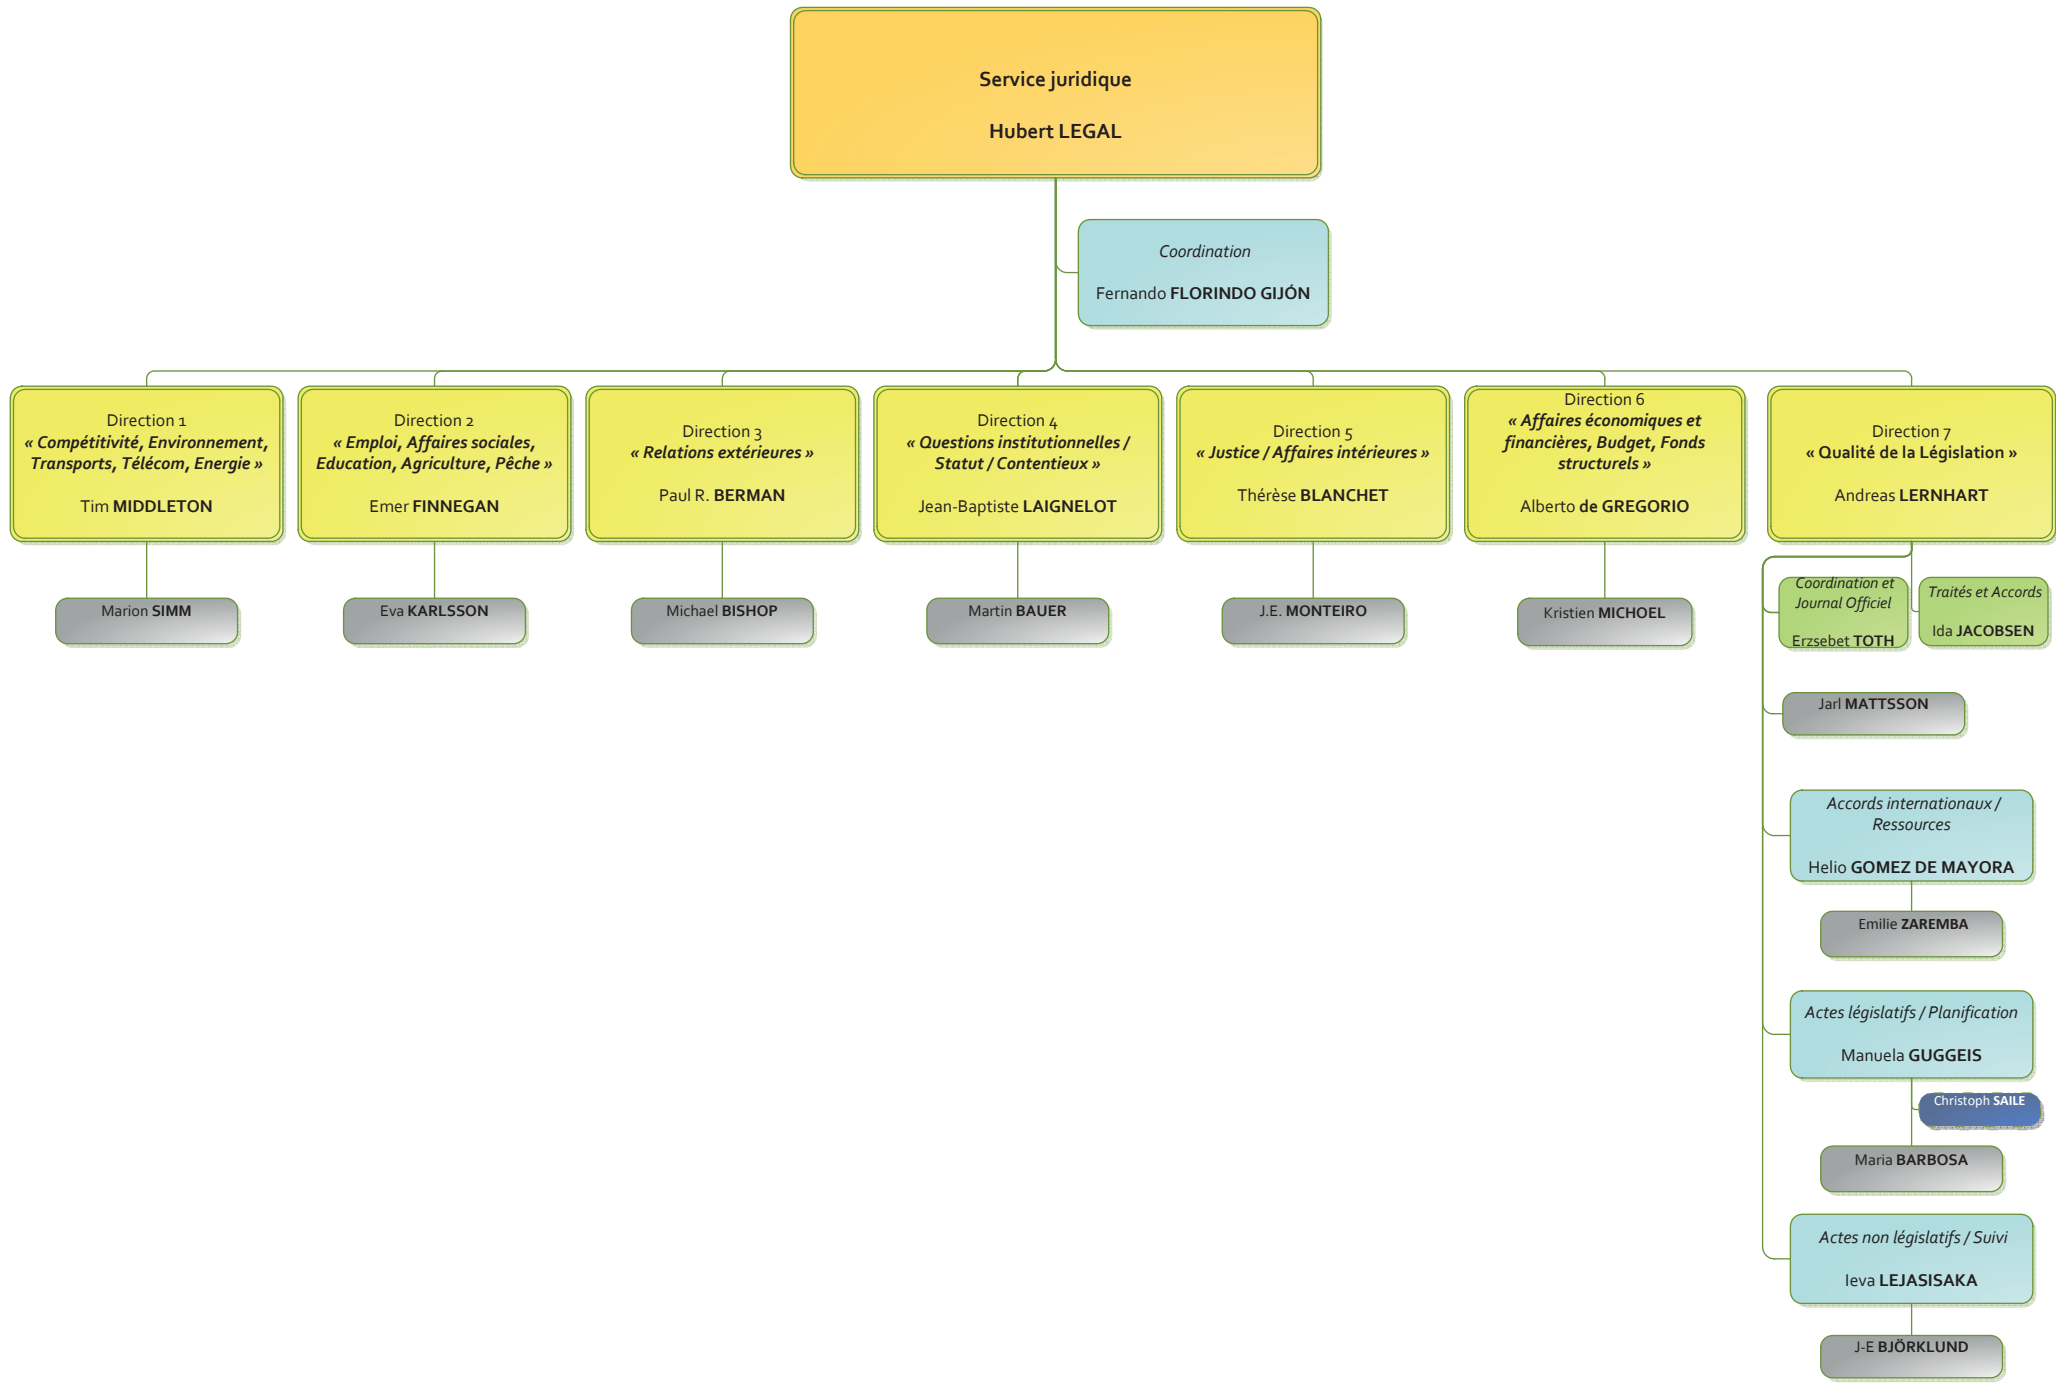 Service juridique
Hubert LEGAL
Coordination
Fernando FLORINDO GIJÓN
Direction 1
« Compétitivité, Environnement,
Transports, Télécom, Energie »
Tim MIDDLETON
Direction 2
« Emploi, Affaires sociales,
Education, Agriculture, Pêche »
Emer FINNEGAN
Direction 3
« Relations extérieures »
Paul R. BERMAN
Direction 4
« Questions institutionnelles /
Statut / Contentieux »
Jean-Baptiste LAIGNELOT
Direction 5
« Justice / Affaires intérieures »
Thérèse BLANCHET
Direction 6
« Affaires économiques et
financières, Budget, Fonds
structurels »
Alberto de GREGORIO
Direction 7
« Qualité de la Législation »
Andreas LERNHART
Marion SIMM
Eva KARLSSON
Michael BISHOP
Martin BAUER
J.E. MONTEIRO
Kristien MICHOEL
Coordination et
Journal Officiel
Erzsebet TOTH
Traités et Accords
Ida JACOBSEN
Jarl MATTSSON
Accords internationaux /
Ressources
Helio GOMEZ DE MAYORA
Emilie ZAREMBA
Actes législatifs / Planification
Manuela GUGGEIS
Christoph SAILE
Maria BARBOSA
Actes non législatifs / Suivi
Ieva LEJASISAKA
J-E BJÖRKLUND